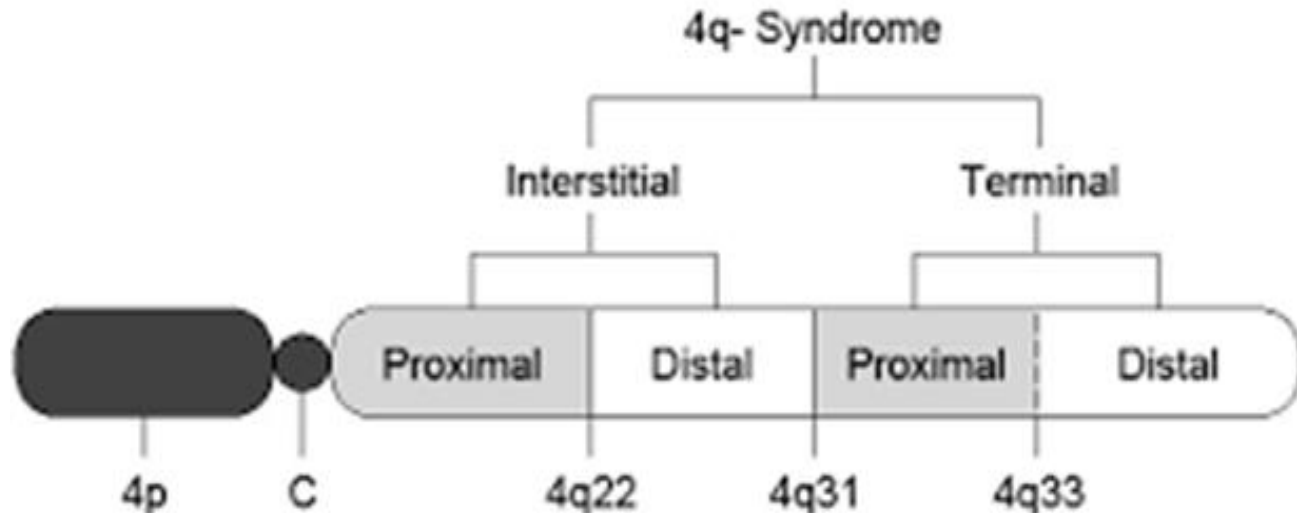 4q- Syndrome
Interstitial Terminal
Proximal Distal Proximal Distal
4p C 4q22 4q31 4q33